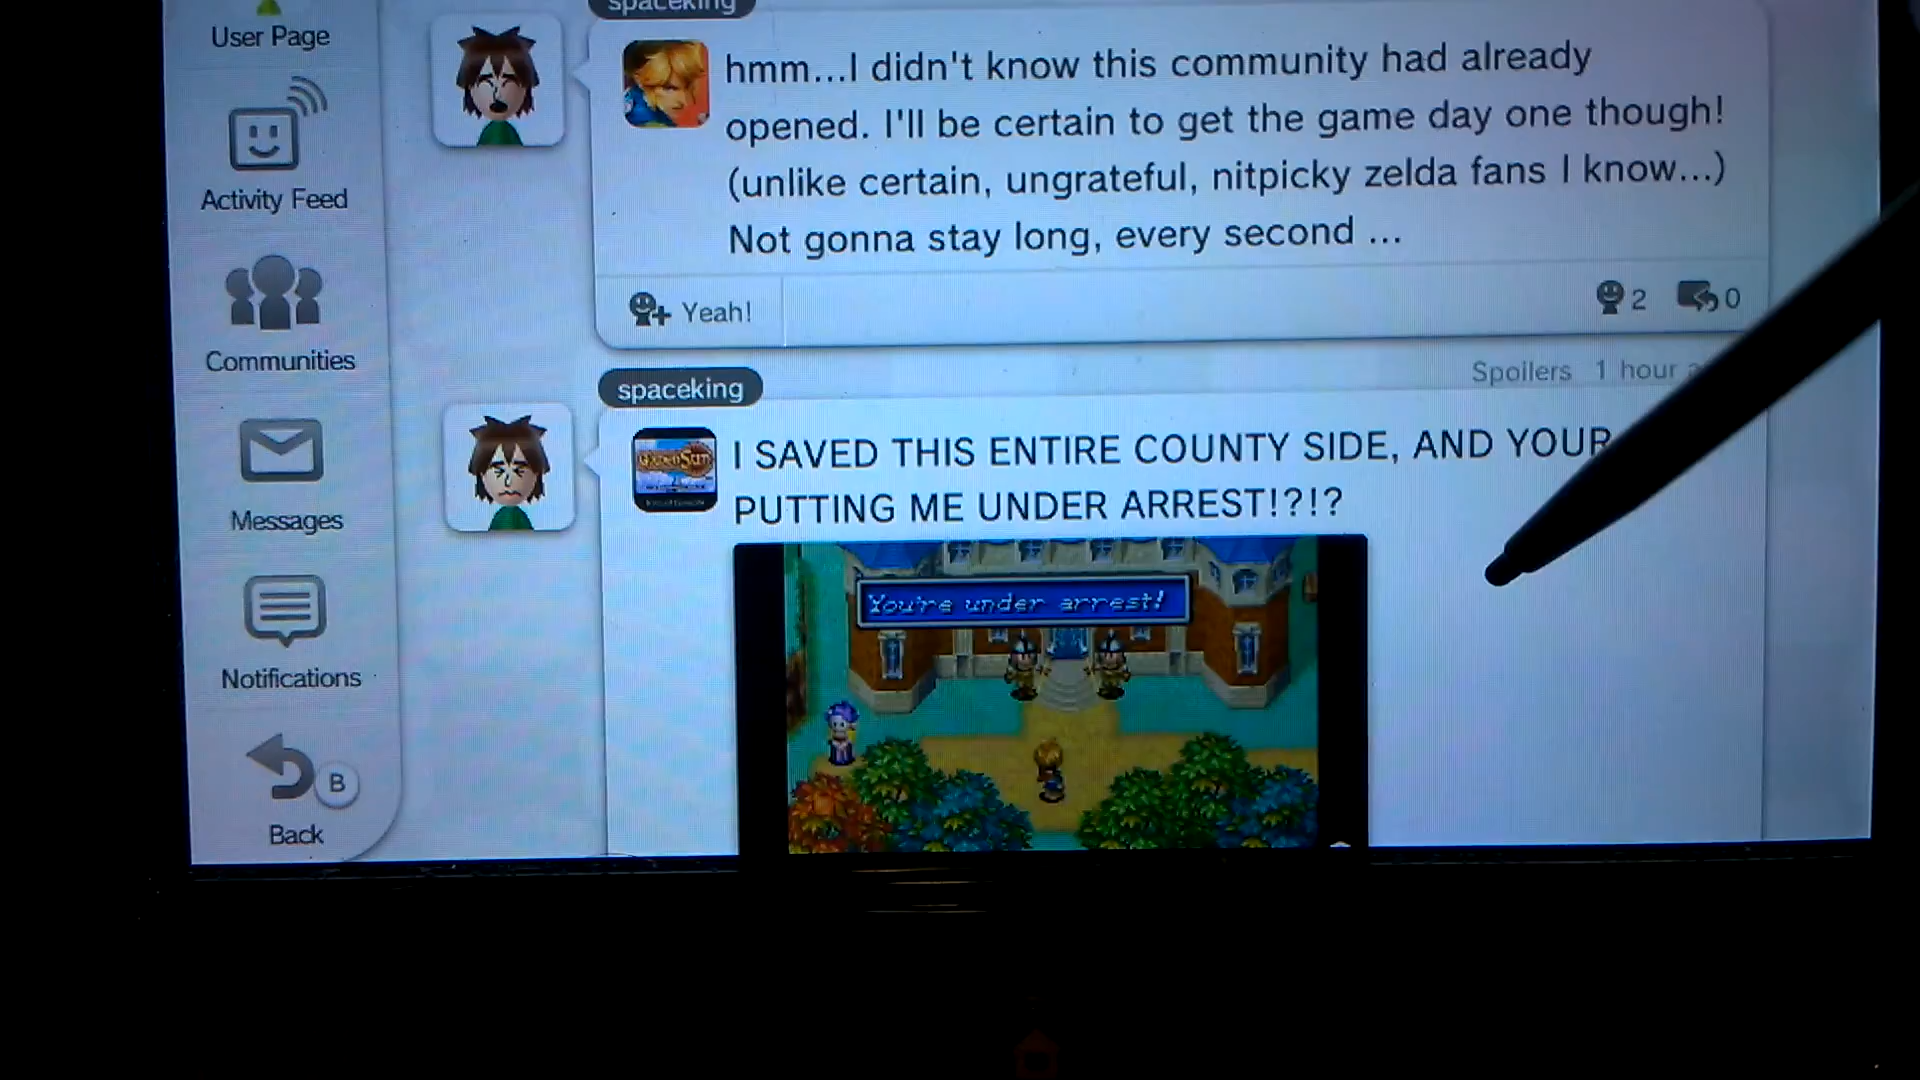 spaceking
User Page
hmm...I didn't know this community had already
opened. I'll be certain to get the game day one though!
(unlike certain, ungrateful, nitpicky zelda fans I know...)
Not gonna stay long, every second ...
Activity Feed
Yeah!
2
0
Communities
Spoilers 1 hour
spaceking
GOLDEN SUN
I SAVED THIS ENTIRE COUNTY SIDE, AND YOUR
PUTTING ME UNDER ARREST!?!?
Messages
You're under arrest!
Notifications
B
Back